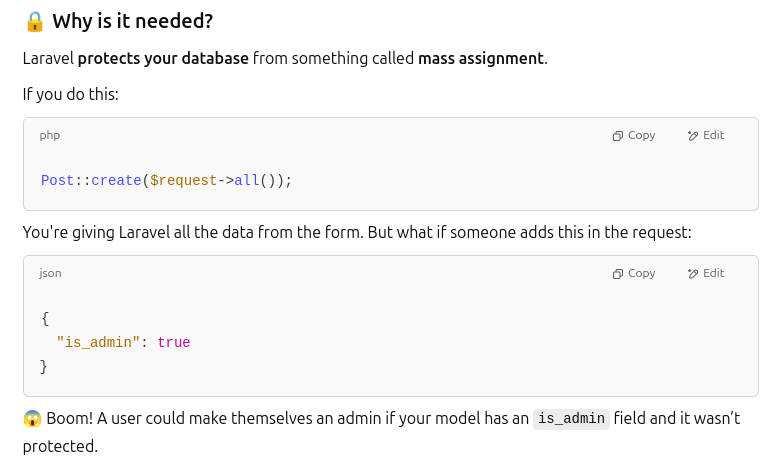 🔒 Why is it needed?
Laravel protects your database from something called mass assignment.
If you do this:
php
Copy
Edit
Post::create($request->all());
You're giving Laravel all the data from the form. But what if someone adds this in the request:
json
Copy
Edit
{
  "is_admin": true
}
😱 Boom! A user could make themselves an admin if your model has an is_admin field and it wasn’t
protected.